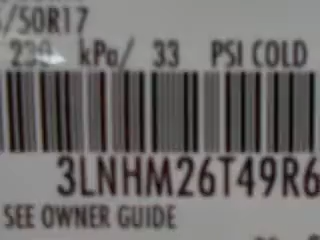 /50R17
230 kPa/ 33 PSI COLD
3LNHM26T49R6
SEE OWNER GUIDE